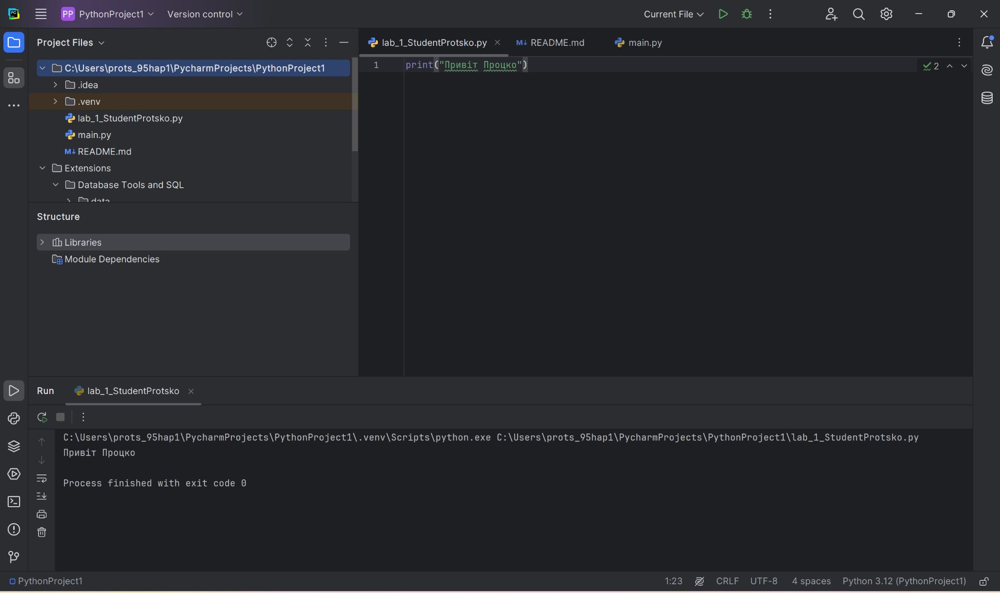 PC
PP PythonProject1 Version control Current File
Project Files
lab_1_StudentProtsko.py README.md main.py
C:\Users\prots_95hap1\PycharmProjects\PythonProject1
.idea
.venv
lab_1_StudentProtsko.py
main.py
M↓ README.md
Extensions
Database Tools and SQL
data
1 print("Привіт Процко")
2
Structure
Libraries
Module Dependencies
Run lab_1_StudentProtsko
C:\Users\prots_95hap1\PycharmProjects\PythonProject1\.venv\Scripts\python.exe C:\Users\prots_95hap1\PycharmProjects\PythonProject1\lab_1_StudentProtsko.py
Привіт Процко
Process finished with exit code 0
PythonProject1 1:23 CRLF UTF-8 4 spaces Python 3.12 (PythonProject1)